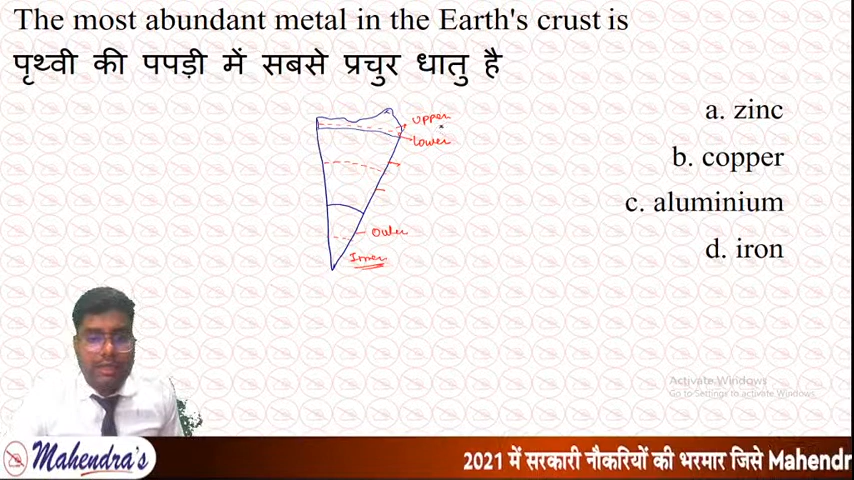 The most abundant metal in the Earth's crust is
पृथ्वी की पपड़ी में सबसे प्रचुर धातु है
upper
Lower
Outer
Inner
a. zinc
b. copper
c. aluminium
d. iron
Activate Windows
Go to Settings to activate Windows.
Mahendra's
2021 में सरकारी नौकरियों की भरमार जिसे Mahendr